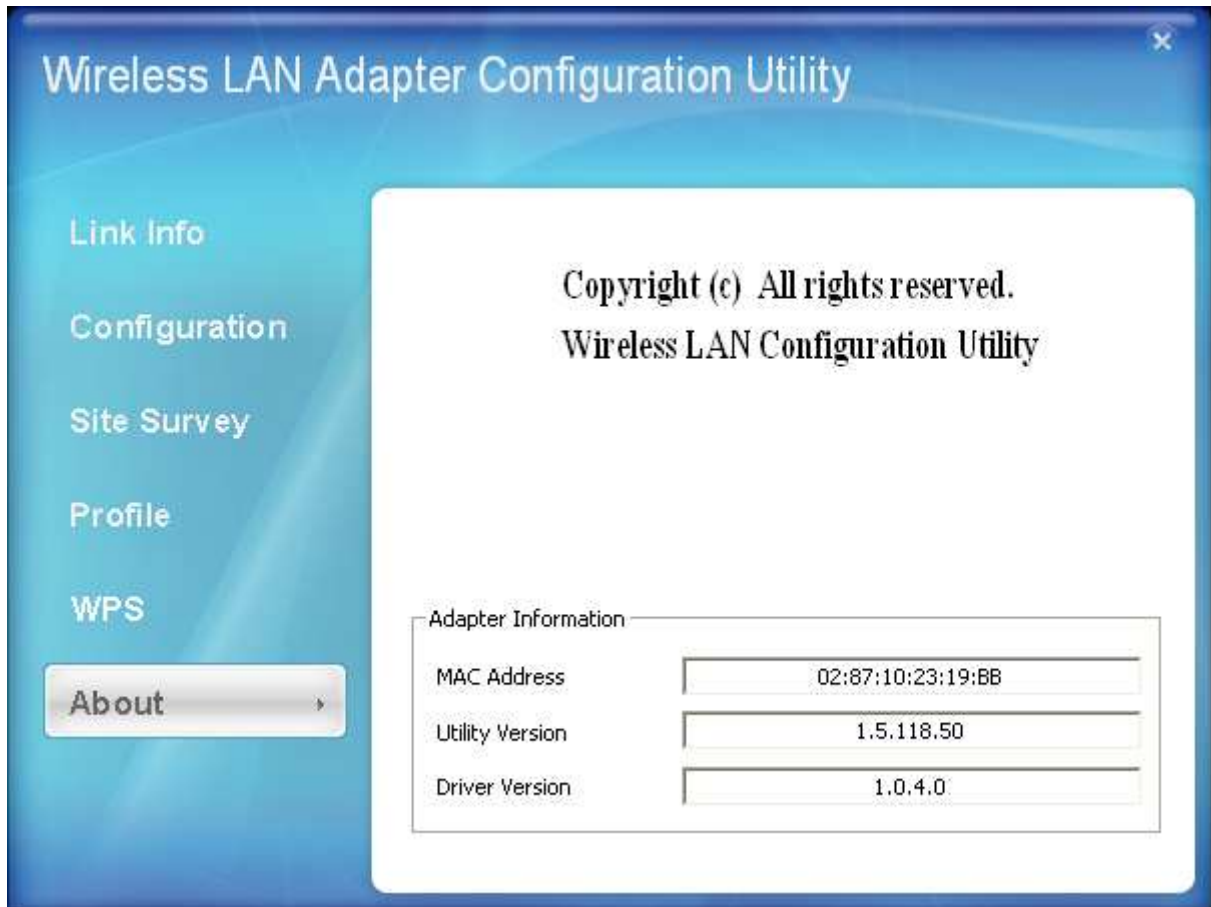 Wireless LAN Adapter Configuration Utility
Link Info
Configuration
Site Survey
Profile
WPS
About
Copyright (c) All rights reserved.
Wireless LAN Configuration Utility
Adapter Information
MAC Address 02:87:10:23:19:BB
Utility Version 1.5.118.50
Driver Version 1.0.4.0